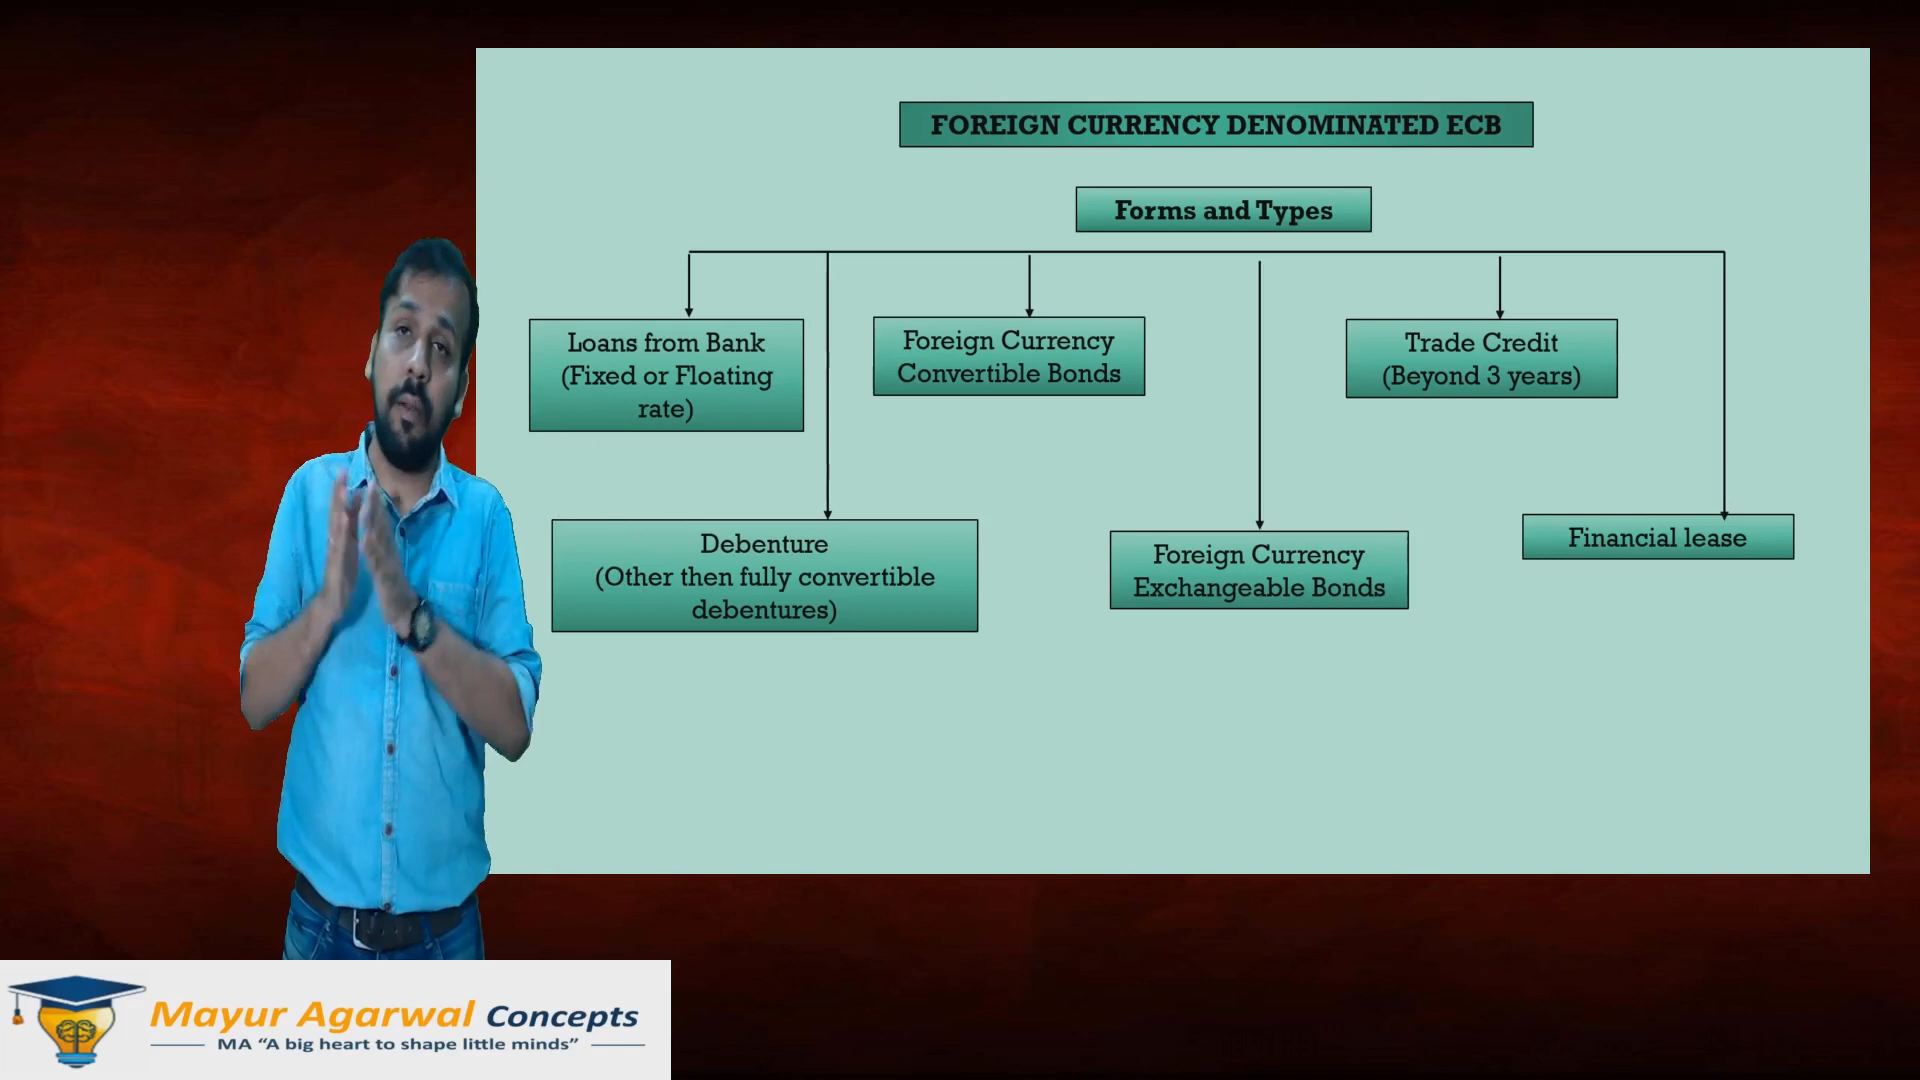 FOREIGN CURRENCY DENOMINATED ECB
Forms and Types
Loans from Bank
(Fixed or Floating
rate)
Foreign Currency
Convertible Bonds
Trade Credit
(Beyond 3 years)
Debenture
(Other then fully convertible
debentures)
Foreign Currency
Exchangeable Bonds
Financial lease
Mayur Agarwal Concepts
MA “A big heart to shape little minds”